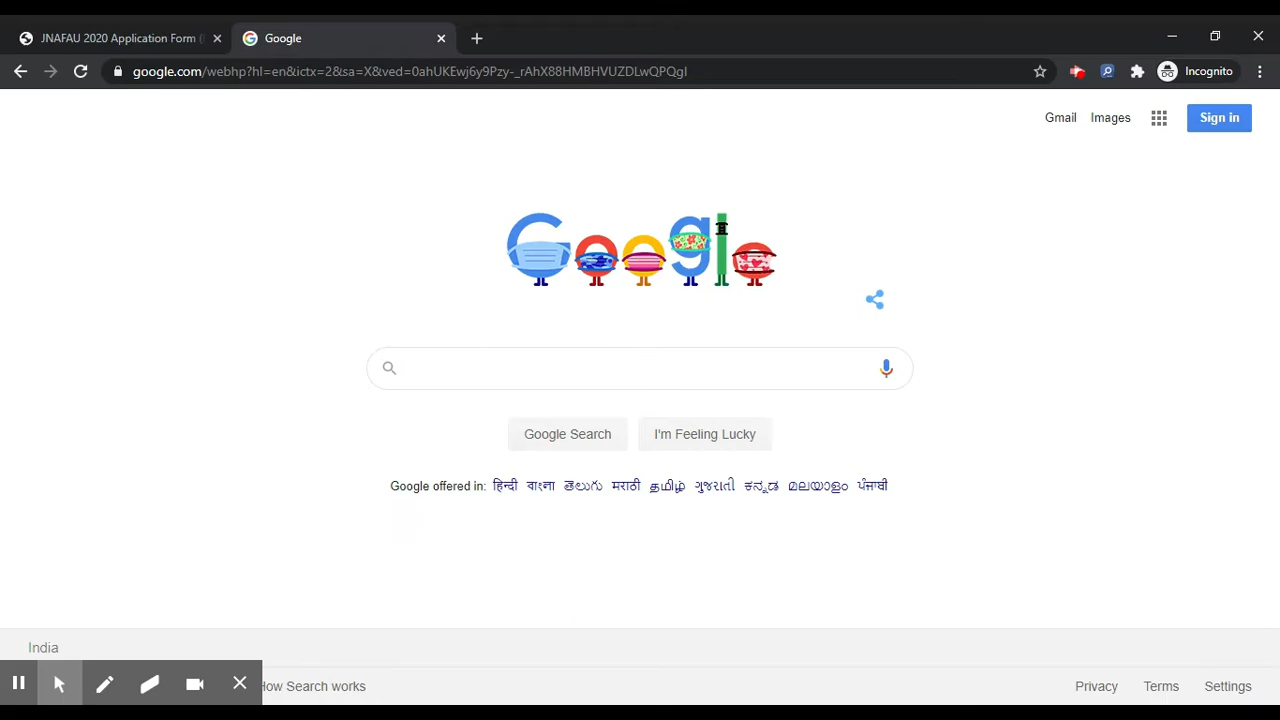 JNAFAU 2020 Application Form (
Google
google.com/webhp?hl=en&ictx=2&sa=X&ved=0ahUKEwj6y9Pzy-_rAhX88HMBHVUZDLwQPQgI
Incognito
Gmail Images Sign in
Google
Google Search I'm Feeling Lucky
Google offered in: हिन्दी বাংলা తెలుగు मराठी தமிழ் ગુજરાતી ಕನ್ನಡ മലയാളം ਪੰਜਾਬੀ
India
How Search works Privacy Terms Settings